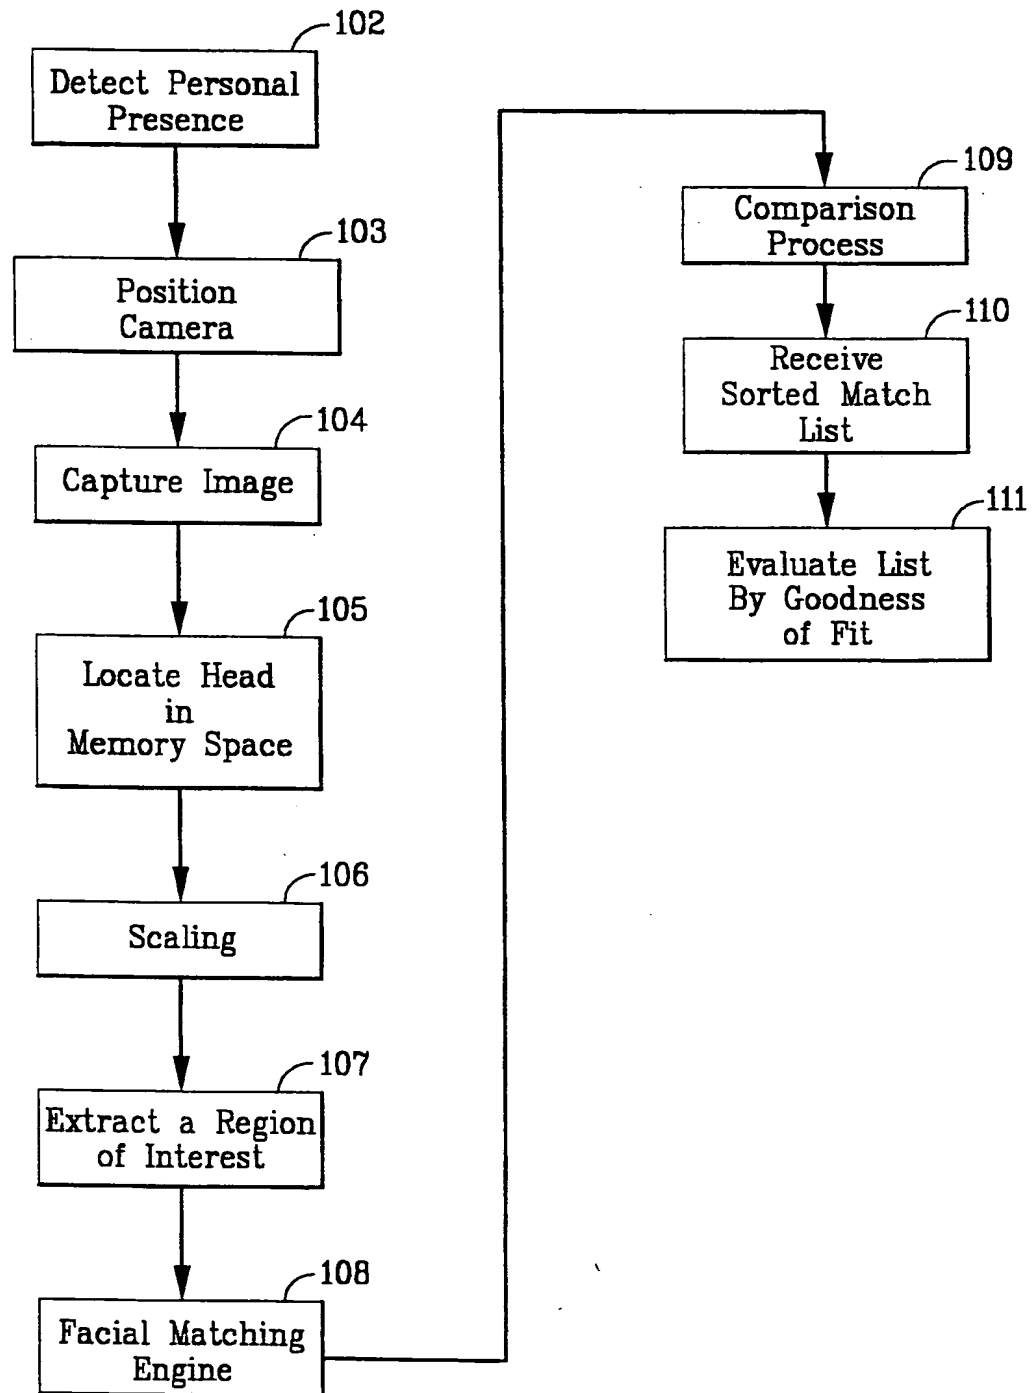 102
Detect Personal
Presence
103
Position
Camera
104
Capture Image
105
Locate Head
in
Memory Space
106
Scaling
107
Extract a Region
of Interest
108
Facial Matching
Engine
109
Comparison
Process
110
Receive
Sorted Match
List
111
Evaluate List
By Goodness
of Fit